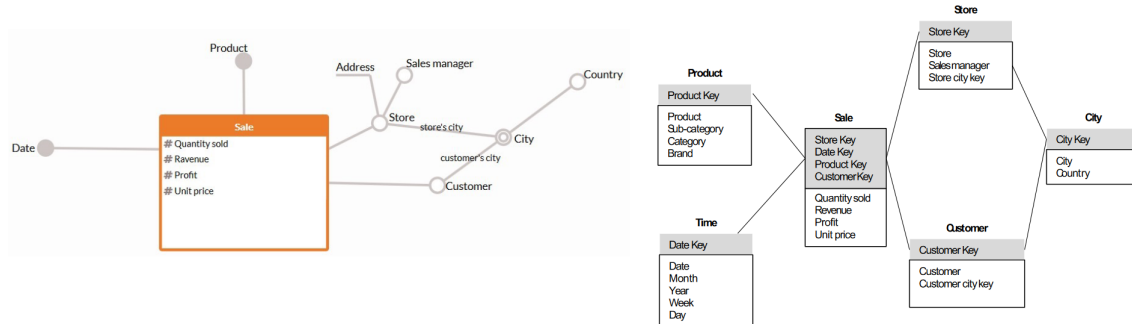 Product
Address
Sales manager
Country
Sale
Store
store's city
City
Date
# Quantity sold
# Ravenue
# Profit
# Unit price
customer's city
Customer
Store
Store Key
Store
Sales manager
Store city key
Product
Product Key
Product
Sub-category
Category
Brand
Sale
Store Key
Date Key
Product Key
Customer Key
Quantity sold
Revenue
Profit
Unit price
City
City Key
City
Country
Time
Date Key
Date
Month
Year
Week
Day
Customer
Customer Key
Customer
Customer city key